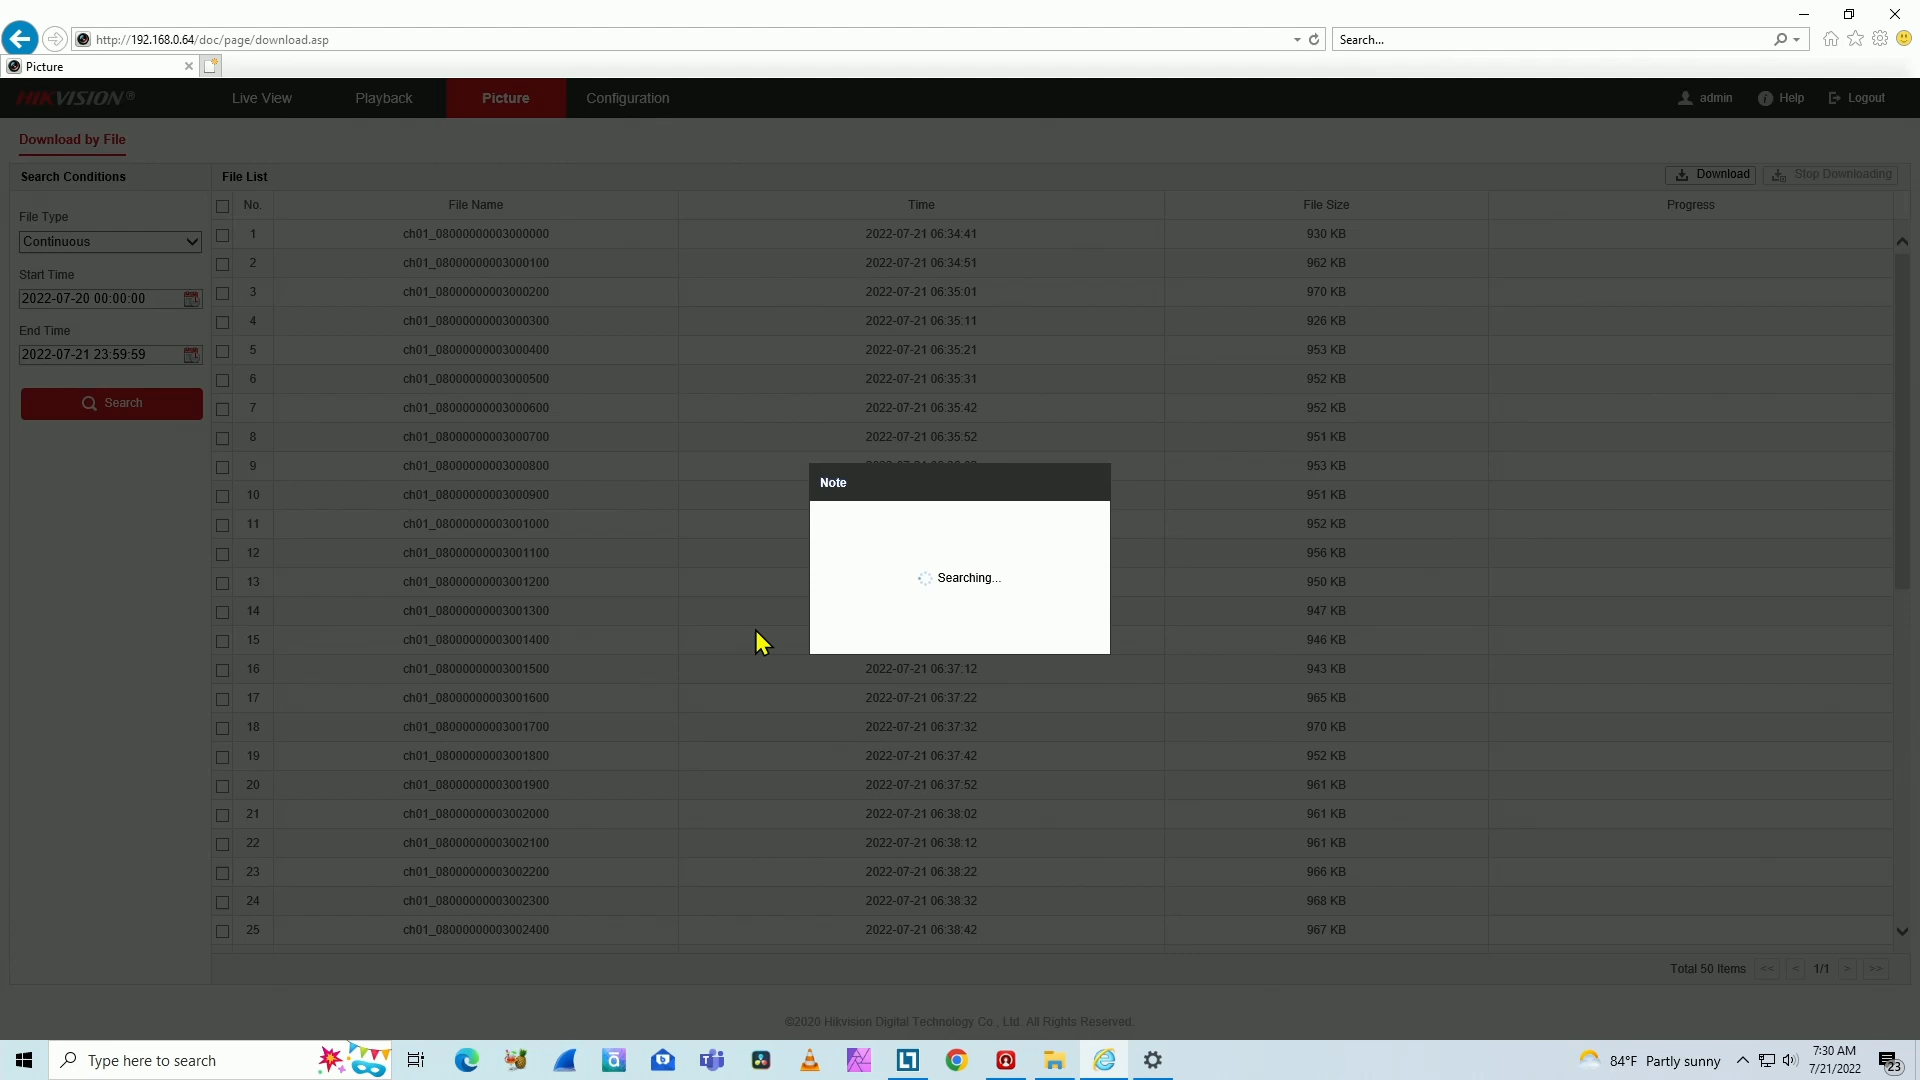 http://192.168.0.64/doc/page/download.asp
Search...
Picture
HIKVISION®
Live View
Playback
Picture
Configuration
admin
Help
Logout
Download by File
Search Conditions
File List
Download
Stop Downloading
No.
File Name
Time
File Size
Progress
File Type
Continuous
Start Time
2022-07-20 00:00:00
End Time
2022-07-21 23:59:59
Search
1 ch01_08000000003000000 2022-07-21 06:34:41 930 KB
2 ch01_08000000003000100 2022-07-21 06:34:51 962 KB
3 ch01_08000000003000200 2022-07-21 06:35:01 970 KB
4 ch01_08000000003000300 2022-07-21 06:35:11 926 KB
5 ch01_08000000003000400 2022-07-21 06:35:21 953 KB
6 ch01_08000000003000500 2022-07-21 06:35:31 952 KB
7 ch01_08000000003000600 2022-07-21 06:35:42 952 KB
8 ch01_08000000003000700 2022-07-21 06:35:52 951 KB
9 ch01_08000000003000800 953 KB
10 ch01_08000000003000900 951 KB
11 ch01_08000000003001000 952 KB
12 ch01_08000000003001100 956 KB
13 ch01_08000000003001200 950 KB
14 ch01_08000000003001300 947 KB
15 ch01_08000000003001400 946 KB
16 ch01_08000000003001500 2022-07-21 06:37:12 943 KB
17 ch01_08000000003001600 2022-07-21 06:37:22 965 KB
18 ch01_08000000003001700 2022-07-21 06:37:32 970 KB
19 ch01_08000000003001800 2022-07-21 06:37:42 952 KB
20 ch01_08000000003001900 2022-07-21 06:37:52 961 KB
21 ch01_08000000003002000 2022-07-21 06:38:02 961 KB
22 ch01_08000000003002100 2022-07-21 06:38:12 961 KB
23 ch01_08000000003002200 2022-07-21 06:38:22 966 KB
24 ch01_08000000003002300 2022-07-21 06:38:32 968 KB
25 ch01_08000000003002400 2022-07-21 06:38:42 967 KB
Note
Searching...
Total 50 Items << < 1/1 > >>
©2020 Hikvision Digital Technology Co., Ltd. All Rights Reserved.
Type here to search
84°F Partly sunny
7:30 AM
7/21/2022
23